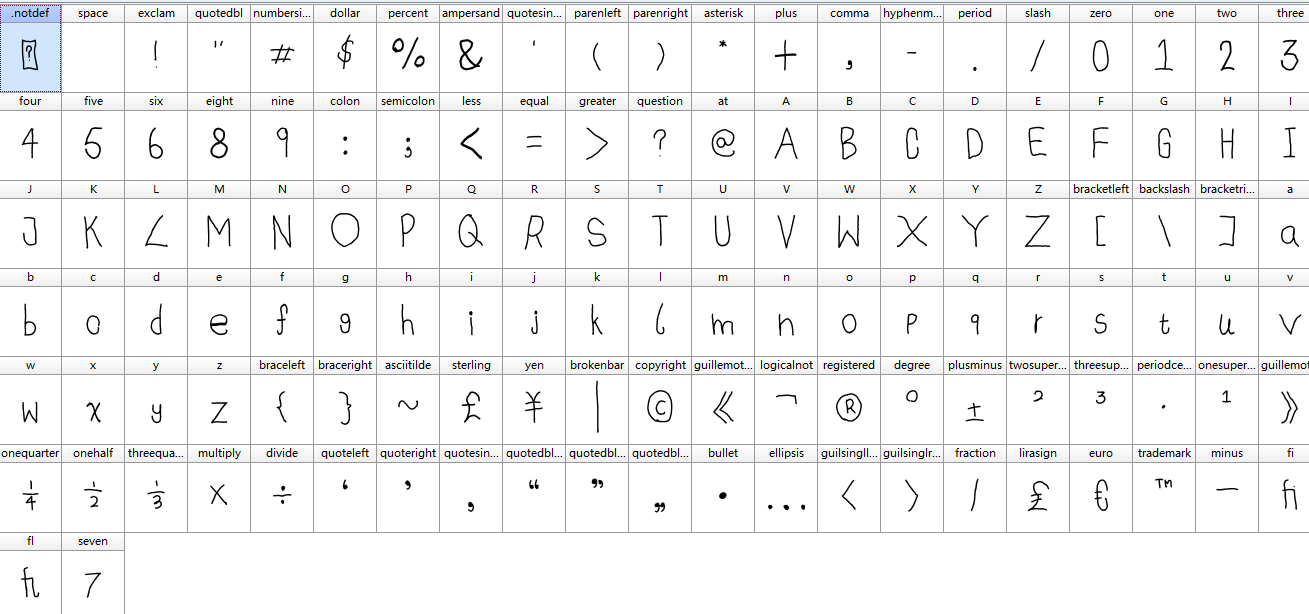 .notdef space exclam quotedbl numbersi... dollar percent ampersand quotesin... parenleft parenright asterisk plus comma hyphenm... period slash zero one two three
? ! " # $ % & ' ( ) * + , - . / 0 1 2 3
four five six eight nine colon semicolon less equal greater question at A B C D E F G H I
4 5 6 8 9 : ; < = > ? @ A B C D E F G H I
J K L M N O P Q R S T U V W X Y Z bracketleft backslash bracketri... a
J K L M N O P Q R S T U V W X Y Z [ \ ] a
b c d e f g h i j k l m n o p q r s t u v
b c d e f g h i j k l m n o p q r s t u v
w x y z braceleft braceright asciitilde sterling yen brokenbar copyright guillemot... logicalnot registered degree plusminus twosuper... threesup... periodce... onesuper... guillemot
w x y z { } ~ £ ¥ ¦ © « ¬ ® ° ± ² ³ · ¹ »
onequarter onehalf threequa... multiply divide quoteleft quoteright quotesin... quotedbl... quotedbl... quotedbl... bullet ellipsis guilsingll... guilsinglr... fraction lirasign euro trademark minus fi
¼ ½ ⅓ × ÷ ‘ ’ ‚ “ ” „ • … ‹ › ⁄ ₤ € ™ − fi
fl seven
fl 7